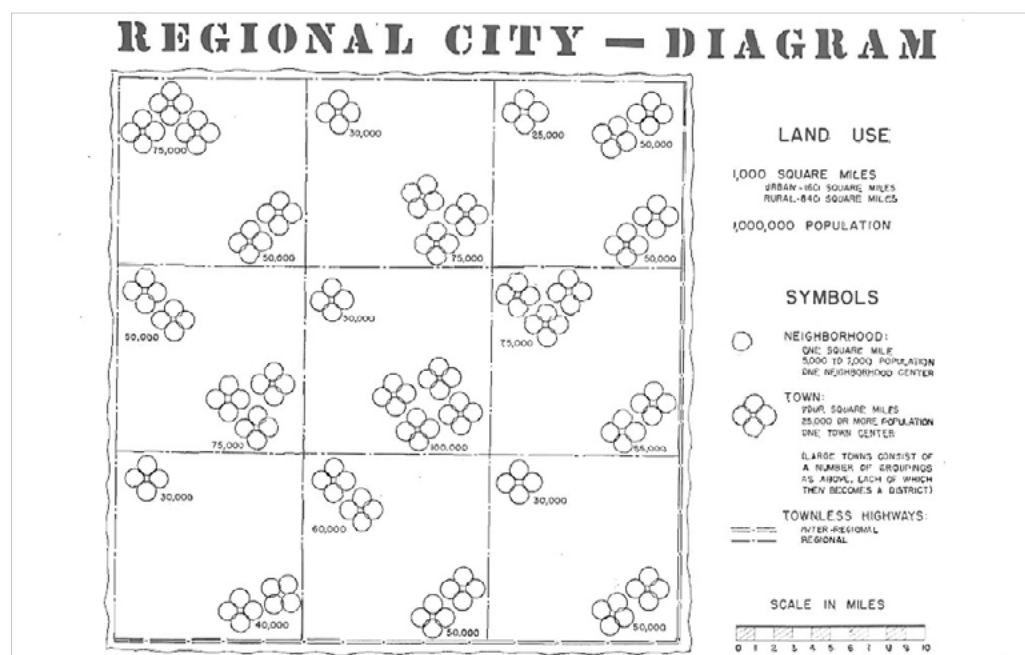 REGIONAL CITY — DIAGRAM
75,000
30,000
25,000
50,000
50,000
75,000
50,000
50,000
30,000
75,000
75,000
100,000
55,000
30,000
60,000
30,000
40,000
50,000
50,000
LAND USE
1,000 SQUARE MILES
URBAN-160 SQUARE MILES
RURAL-840 SQUARE MILES
1,000,000 POPULATION
SYMBOLS
NEIGHBORHOOD:
ONE SQUARE MILE
5,000 TO 7,000 POPULATION
ONE NEIGHBORHOOD CENTER
TOWN:
FOUR SQUARE MILES
25,000 OR MORE POPULATION
ONE TOWN CENTER
(LARGE TOWNS CONSIST OF
A NUMBER OF GROUPINGS
AS ABOVE, EACH OF WHICH
THEN BECOMES A DISTRICT)
TOWNLESS HIGHWAYS:
INTER-REGIONAL
REGIONAL
SCALE IN MILES
0 1 2 3 4 5 6 7 8 9 10